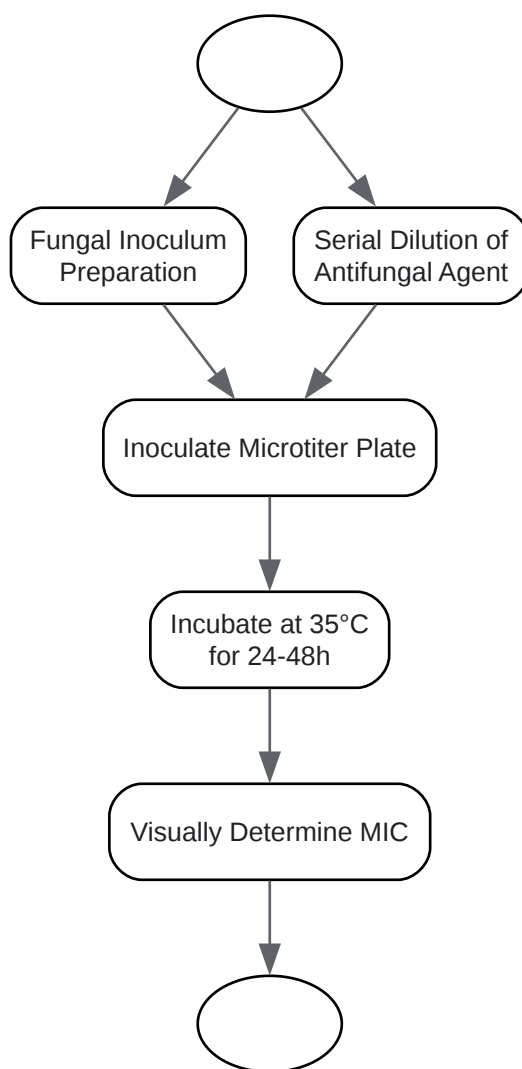 Fungal Inoculum
Preparation
Serial Dilution of
Antifungal Agent
Inoculate Microtiter Plate
Incubate at 35°C
for 24-48h
Visually Determine MIC